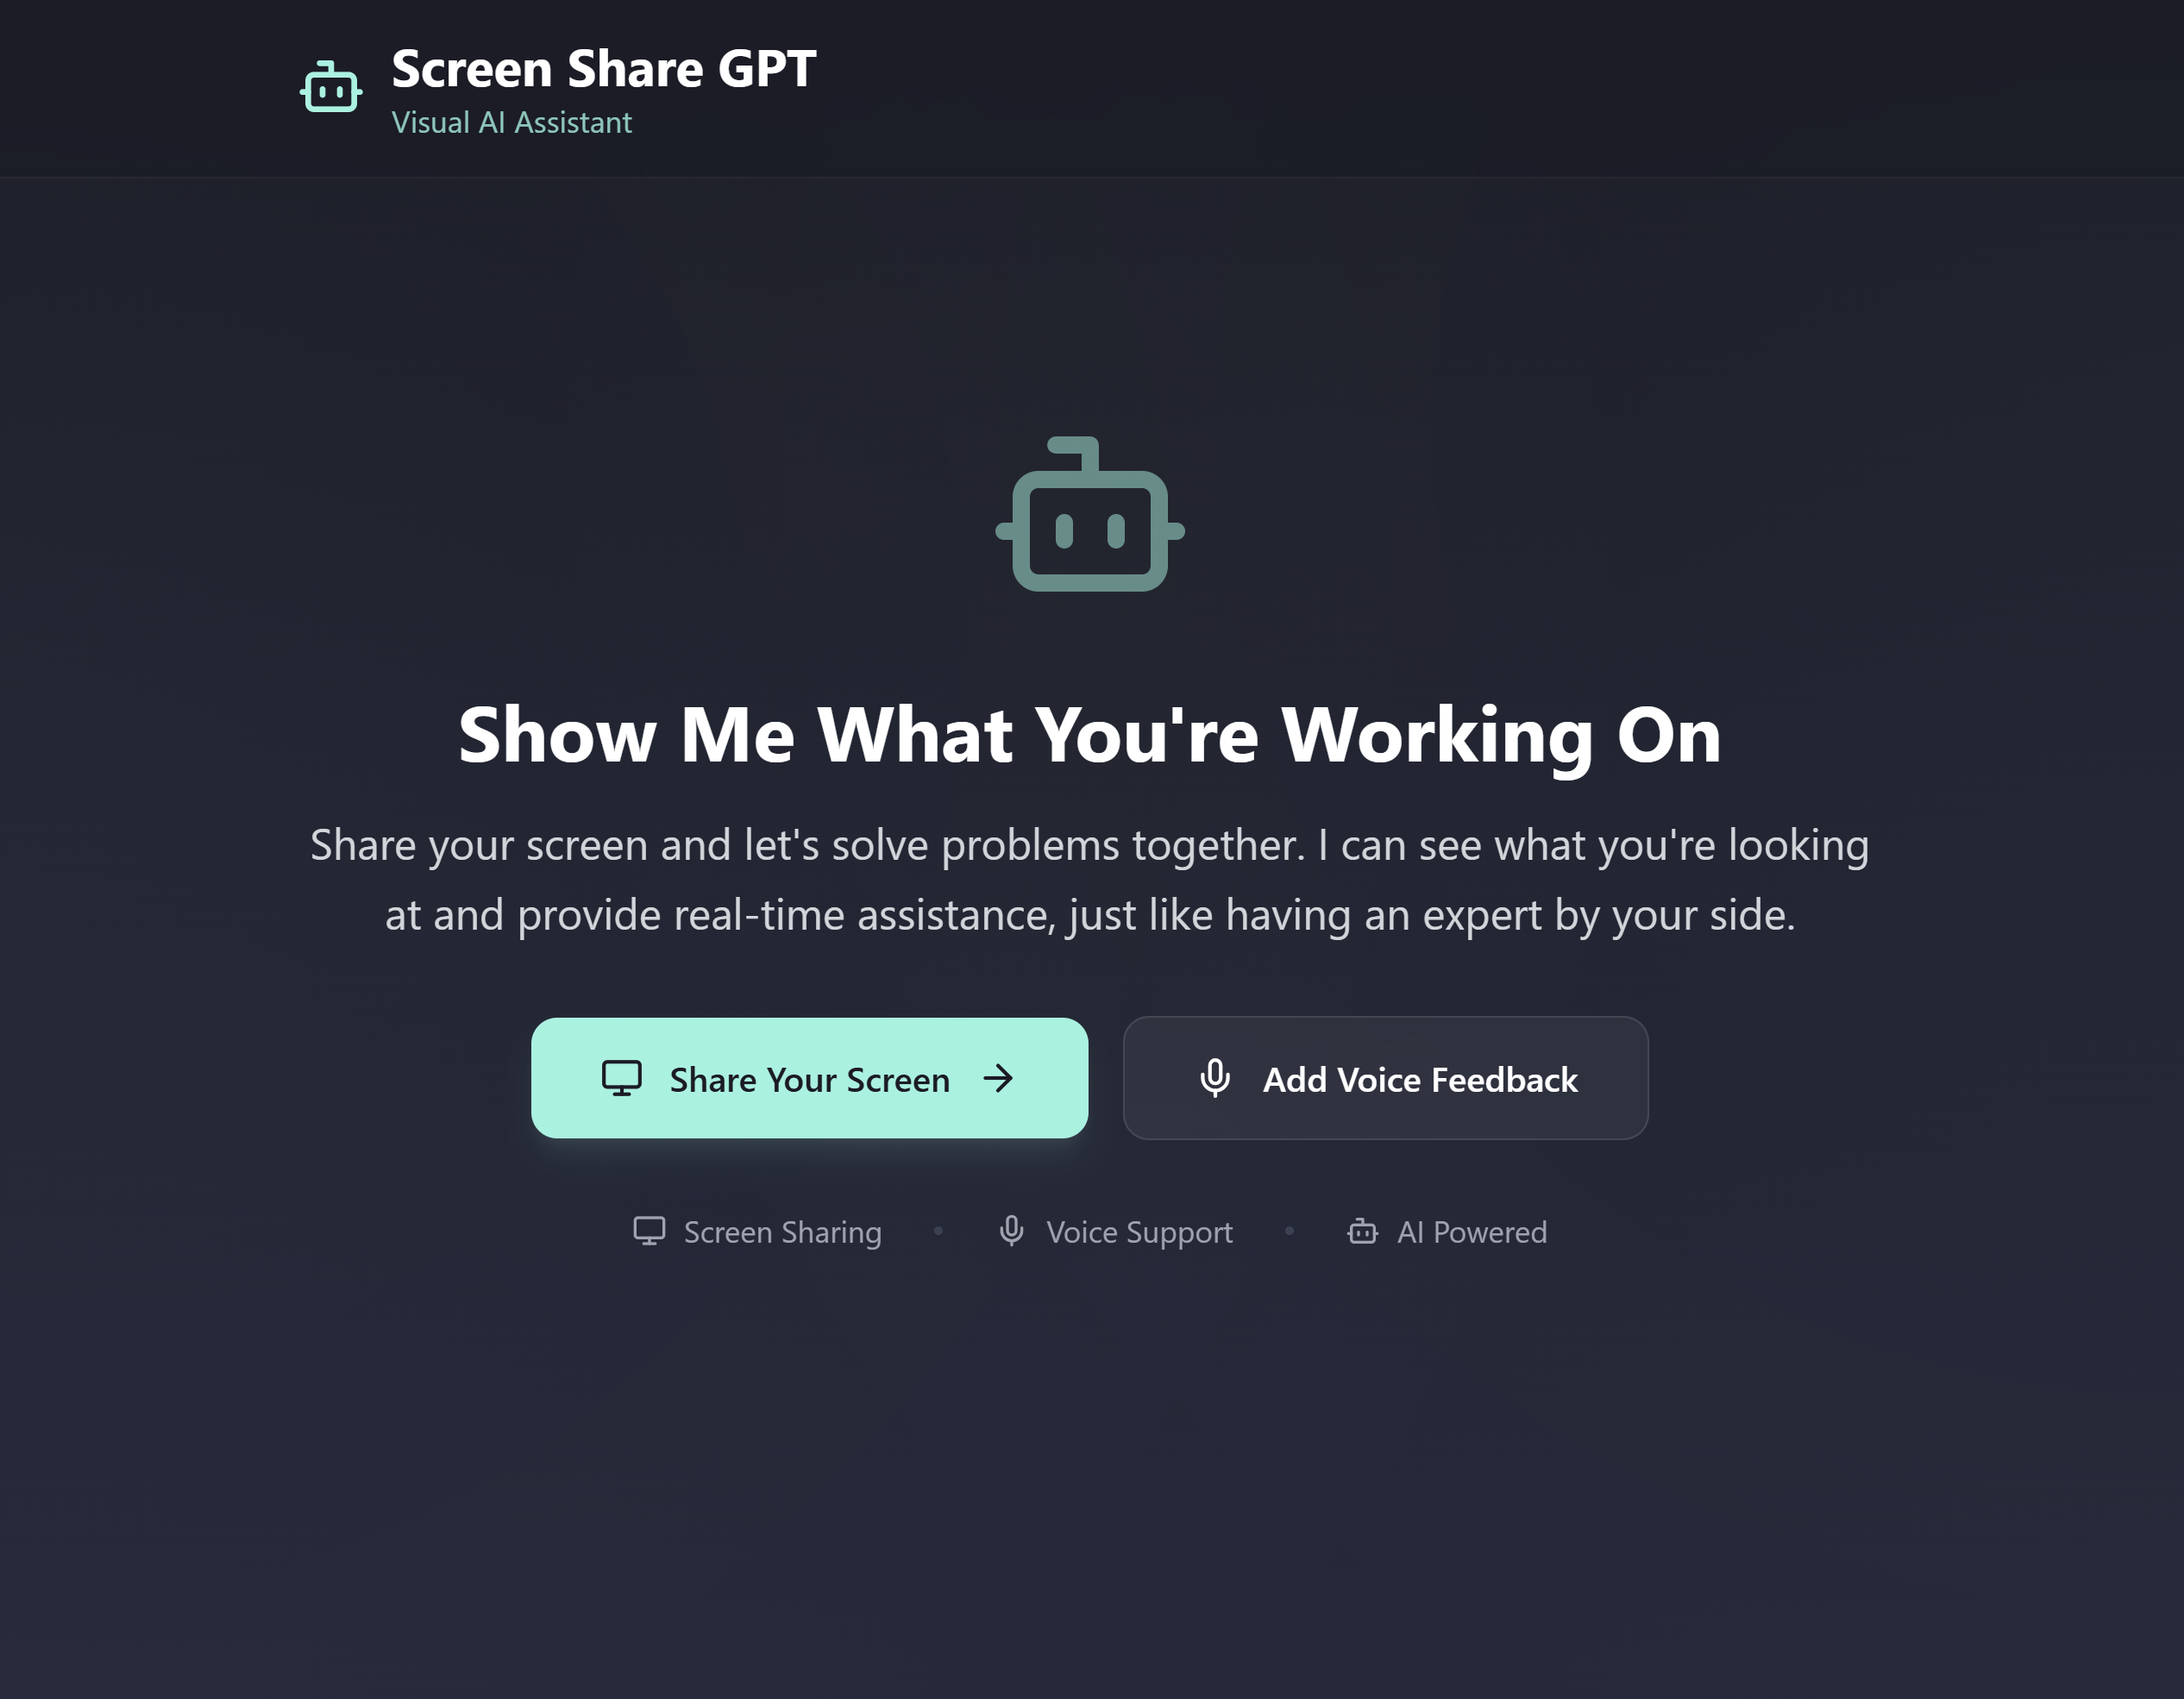 Screen Share GPT
Visual AI Assistant
Show Me What You're Working On
Share your screen and let's solve problems together. I can see what you're looking
at and provide real-time assistance, just like having an expert by your side.
Share Your Screen
Add Voice Feedback
Screen Sharing
Voice Support
AI Powered